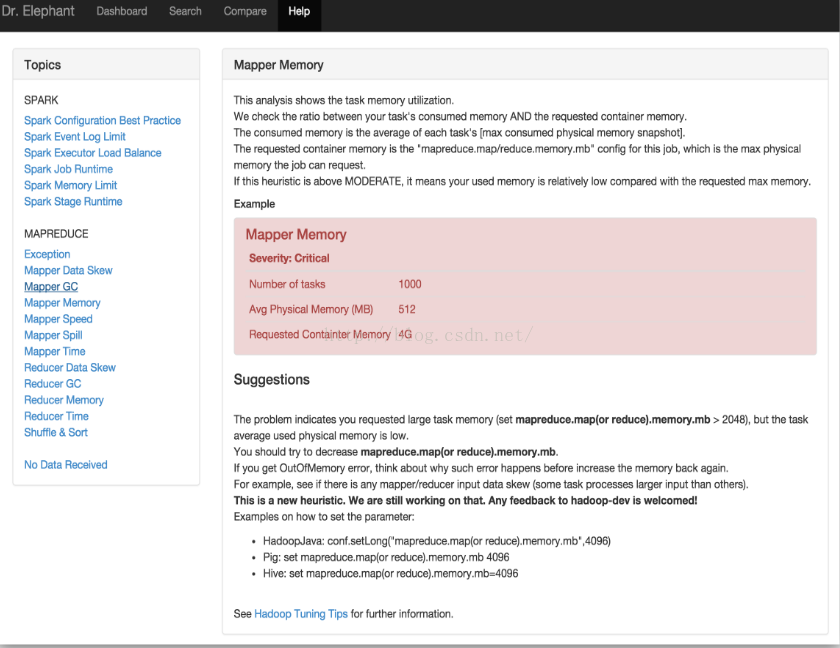 Dr. Elephant Dashboard Search Compare Help
Topics
SPARK
Spark Configuration Best Practice
Spark Event Log Limit
Spark Executor Load Balance
Spark Job Runtime
Spark Memory Limit
Spark Stage Runtime
MAPREDUCE
Exception
Mapper Data Skew
Mapper GC
Mapper Memory
Mapper Speed
Mapper Spill
Mapper Time
Reducer Data Skew
Reducer GC
Reducer Memory
Reducer Time
Shuffle & Sort
No Data Received
Mapper Memory
This analysis shows the task memory utilization.
We check the ratio between your task's consumed memory AND the requested container memory.
The consumed memory is the average of each task's [max consumed physical memory snapshot].
The requested container memory is the "mapreduce.map/reduce.memory.mb" config for this job, which is the max physical
memory the job can request.
If this heuristic is above MODERATE, it means your used memory is relatively low compared with the requested max memory.
Example
Mapper Memory
Severity: Critical
Number of tasks 1000
Avg Physical Memory (MB) 512
Requested Container Memory 4G
http://blog.csdn.net/
Suggestions
The problem indicates you requested large task memory (set mapreduce.map(or reduce).memory.mb > 2048), but the task
average used physical memory is low.
You should try to decrease mapreduce.map(or reduce).memory.mb.
If you get OutOfMemory error, think about why such error happens before increase the memory back again.
For example, see if there is any mapper/reducer input data skew (some task processes larger input than others).
This is a new heuristic. We are still working on that. Any feedback to hadoop-dev is welcomed!
Examples on how to set the parameter:
• HadoopJava: conf.setLong("mapreduce.map(or reduce).memory.mb",4096)
• Pig: set mapreduce.map(or reduce).memory.mb 4096
• Hive: set mapreduce.map(or reduce).memory.mb=4096
See Hadoop Tuning Tips for further information.